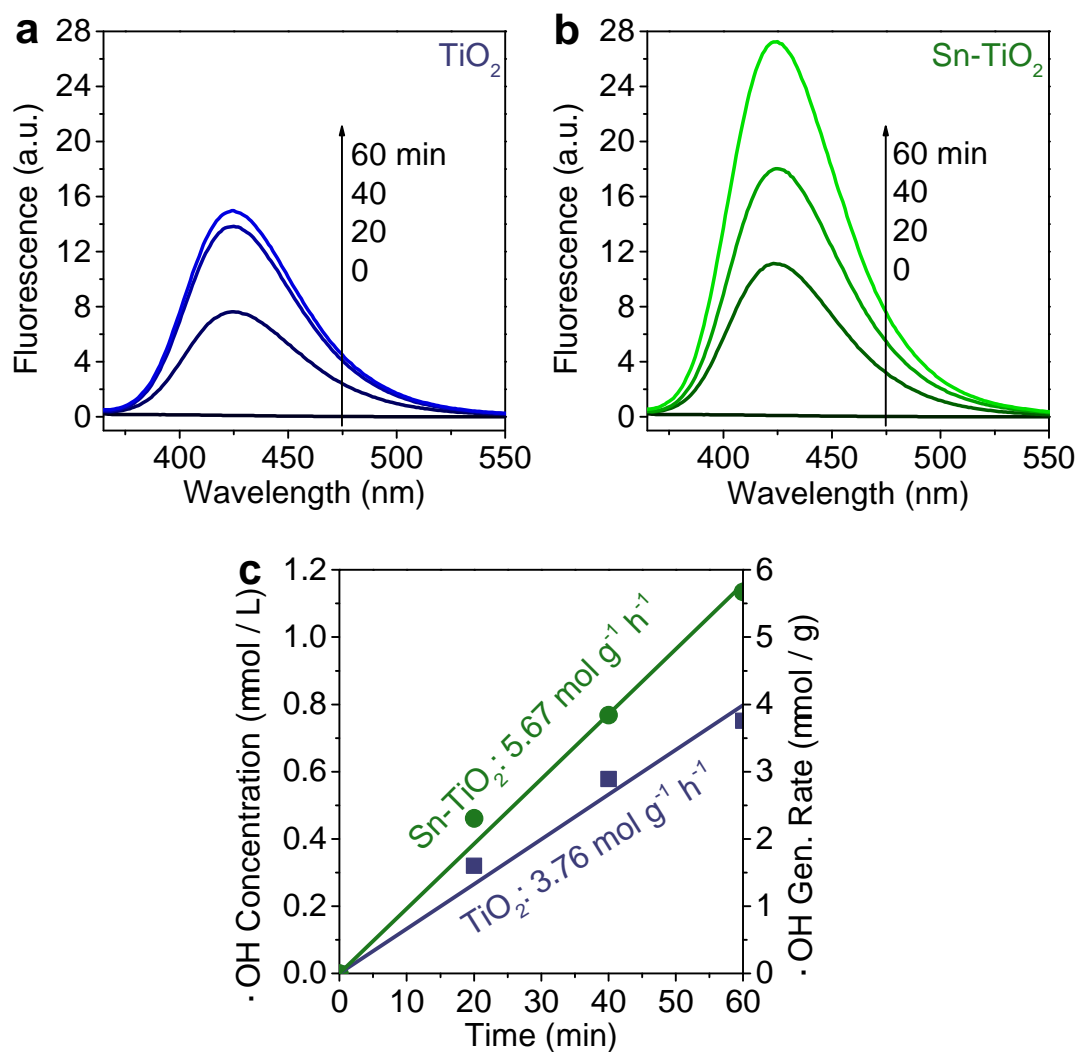 a
TiO₂
Fluorescence (a.u.)
28
24
20
16
12
8
4
0
60 min
40
20
0
400 450 500 550
Wavelength (nm)
b
Sn-TiO₂
Fluorescence (a.u.)
28
24
20
16
12
8
4
0
60 min
40
20
0
400 450 500 550
Wavelength (nm)
c
·OH Concentration (mmol / L)
1.2
1.0
0.8
0.6
0.4
0.2
0.0
Sn-TiO₂: 5.67 mol g⁻¹ h⁻¹
TiO₂: 3.76 mol g⁻¹ h⁻¹
6
5
4
3
2
1
0
·OH Gen. Rate (mmol / g)
0 10 20 30 40 50 60
Time (min)